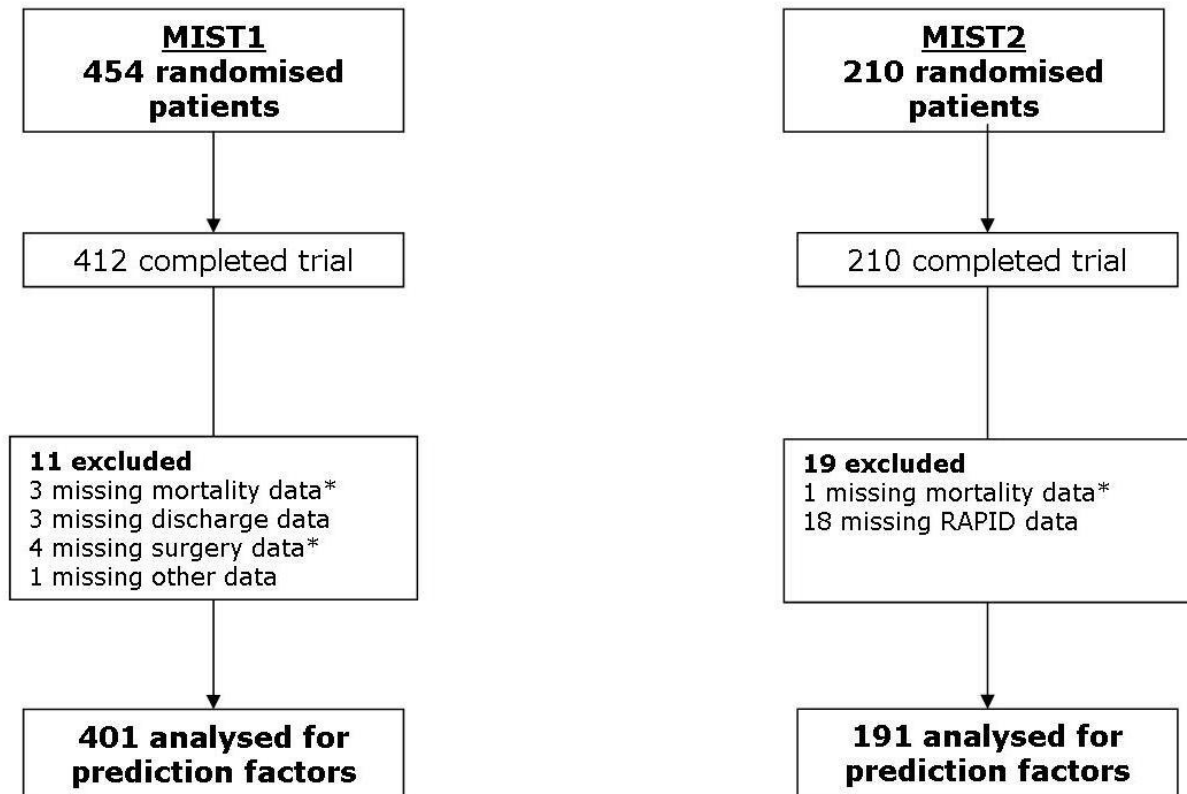 MIST1
454 randomised
patients
412 completed trial
11 excluded
3 missing mortality data*
3 missing discharge data
4 missing surgery data*
1 missing other data
401 analysed for
prediction factors
MIST2
210 randomised
patients
210 completed trial
19 excluded
1 missing mortality data*
18 missing RAPID data
191 analysed for
prediction factors